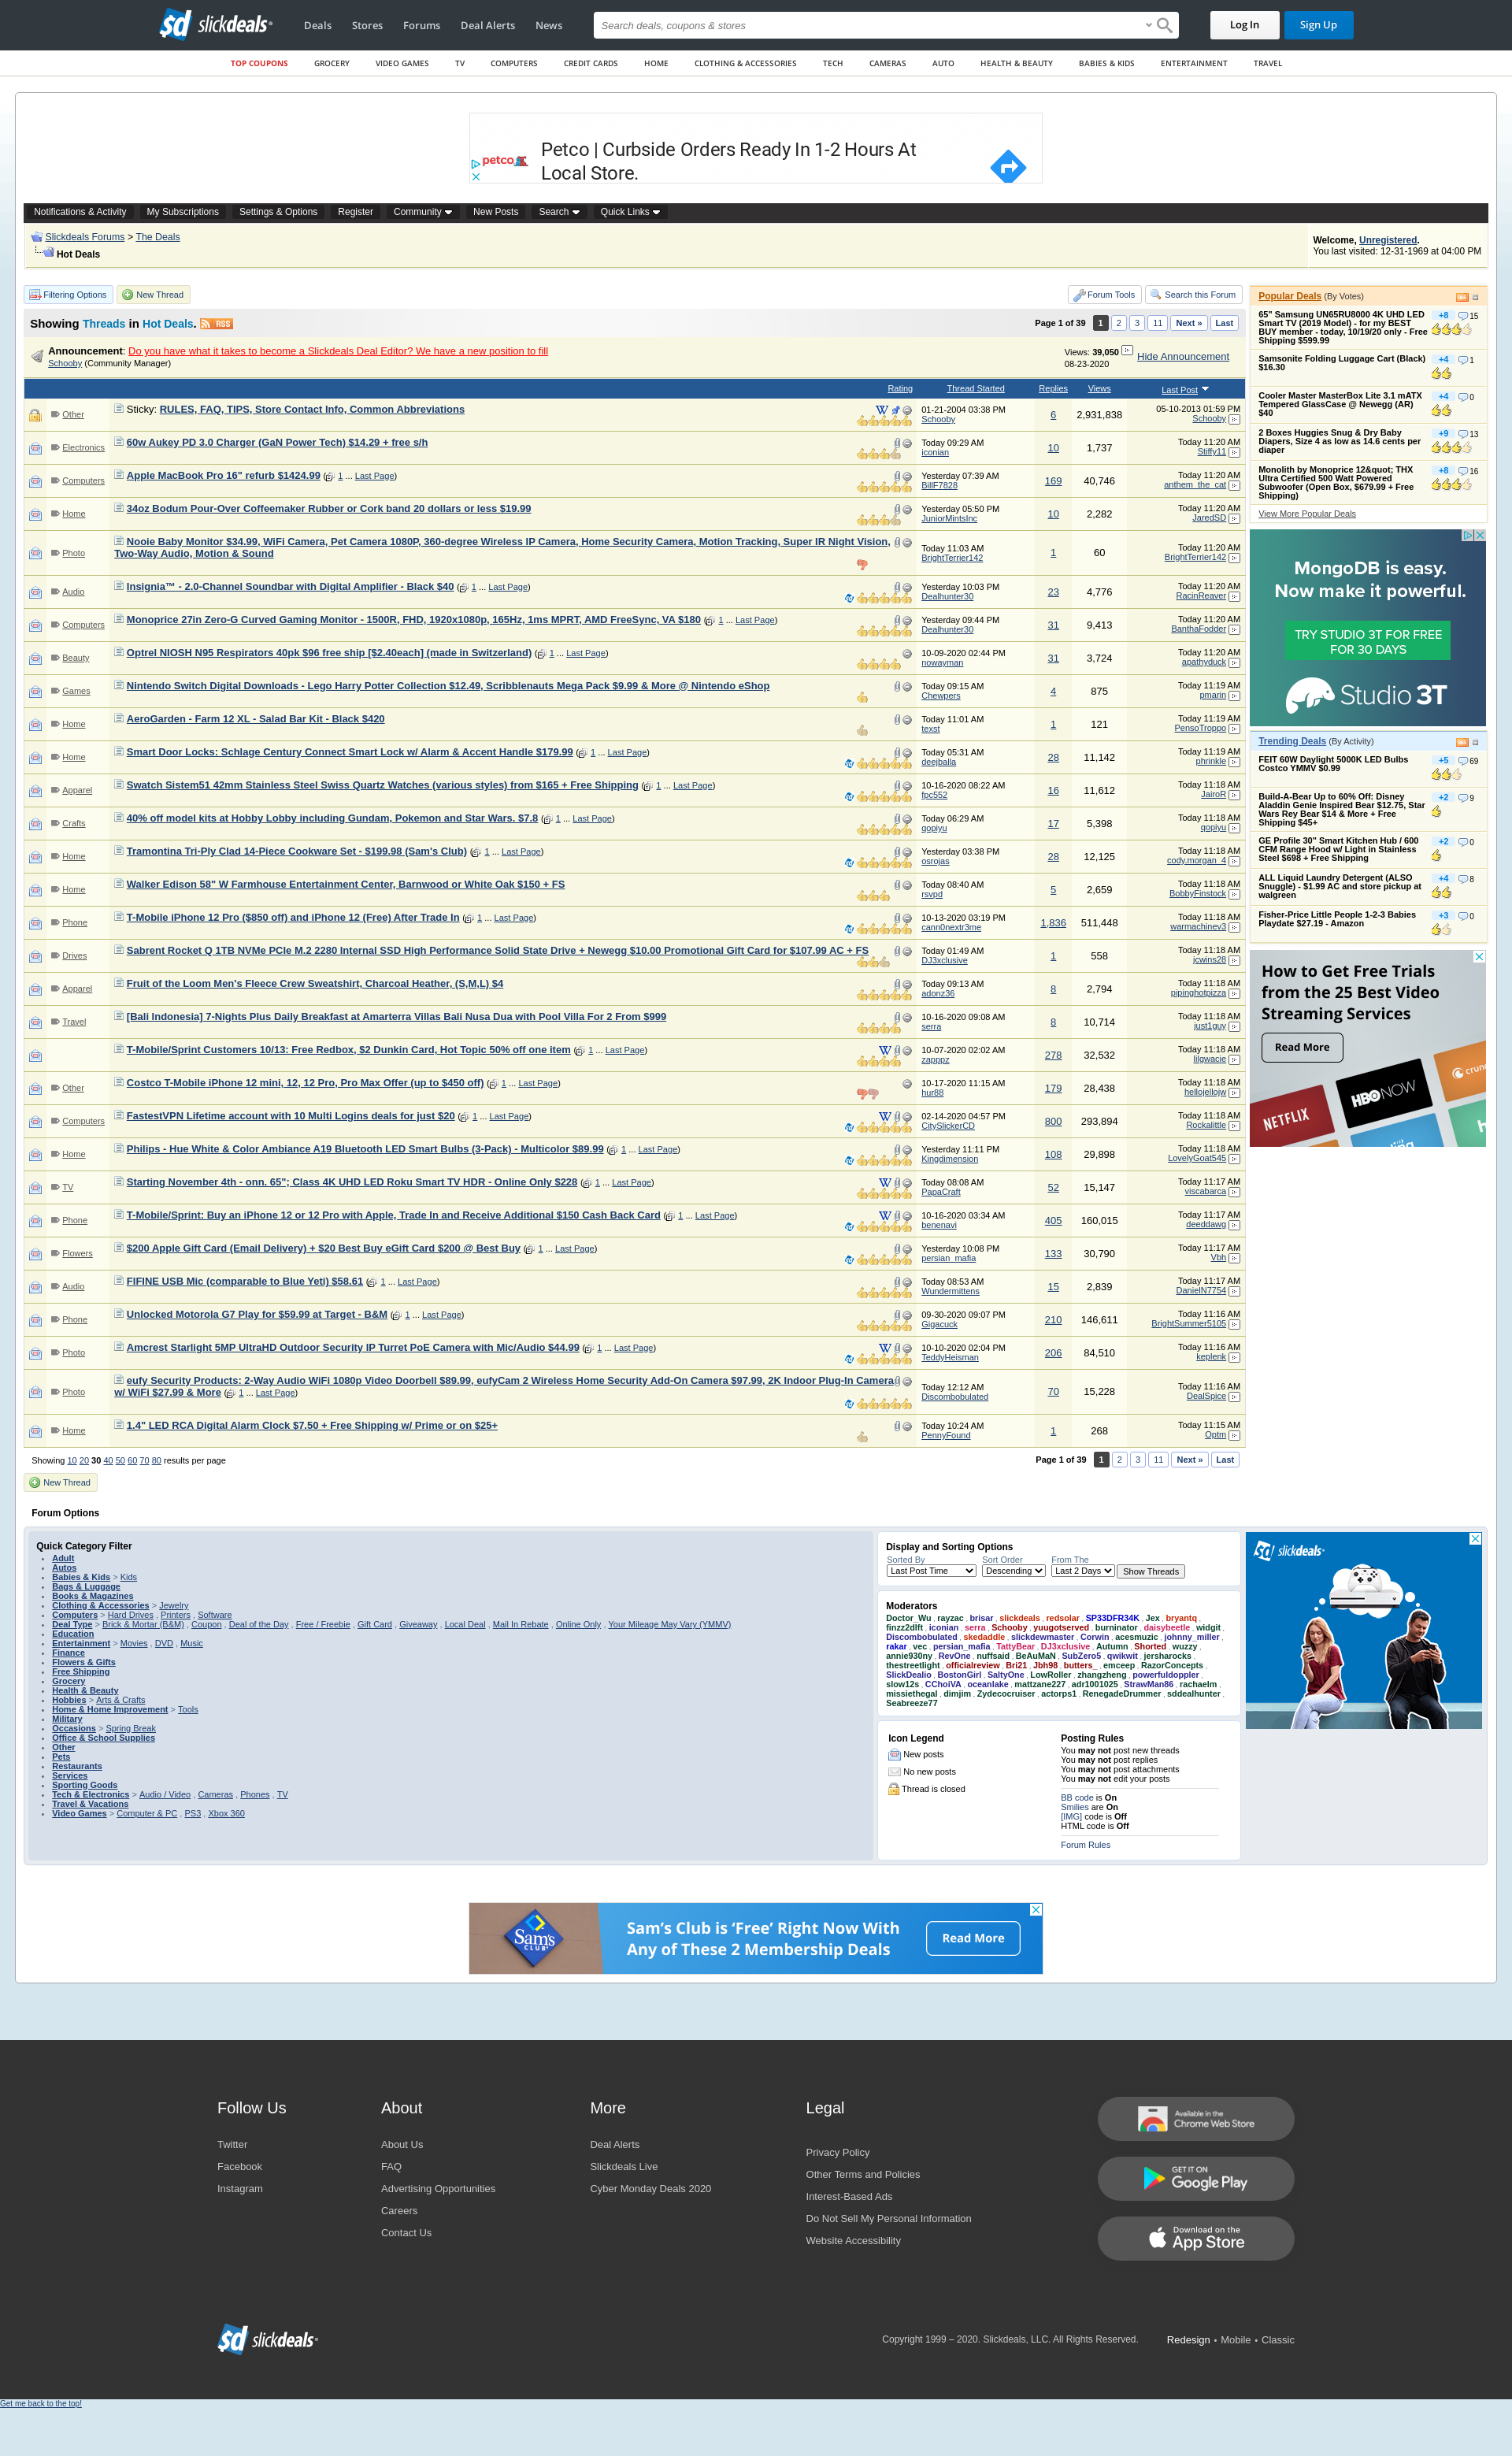 slickdeals
Deals Stores Forums Deal Alerts News
Search deals, coupons & stores
Log In Sign Up
TOP COUPONS GROCERY VIDEO GAMES TV COMPUTERS CREDIT CARDS HOME CLOTHING & ACCESSORIES TECH CAMERAS AUTO HEALTH & BEAUTY BABIES & KIDS ENTERTAINMENT TRAVEL
petco
Petco | Curbside Orders Ready In 1-2 Hours At
Local Store.
Notifications & Activity My Subscriptions Settings & Options Register Community New Posts Search Quick Links
Slickdeals Forums > The Deals
Hot Deals
Welcome, Unregistered.
You last visited: 12-31-1969 at 04:00 PM
Filtering Options New Thread Forum Tools Search this Forum
Showing Threads in Hot Deals. RSS
Page 1 of 39 1 2 3 11 Next » Last
Announcement: Do you have what it takes to become a Slickdeals Deal Editor? We have a new position to fill
Schooby (Community Manager)
Views: 39,050 Hide Announcement
08-23-2020
Rating Thread Started Replies Views Last Post
Other Sticky: RULES, FAQ, TIPS, Store Contact Info, Common Abbreviations 01-21-2004 03:38 PM Schooby 6 2,931,838 05-10-2013 01:59 PM Schooby
Electronics 60w Aukey PD 3.0 Charger (GaN Power Tech) $14.29 + free s/h Today 09:29 AM iconian 10 1,737 Today 11:20 AM Stiffy11
Computers Apple MacBook Pro 16" refurb $1424.99 ( 1 ... Last Page) Yesterday 07:39 AM BillF7828 169 40,746 Today 11:20 AM anthem_the_cat
Home 34oz Bodum Pour-Over Coffeemaker Rubber or Cork band 20 dollars or less $19.99 Yesterday 05:50 PM JuniorMintsInc 10 2,282 Today 11:20 AM JaredSD
Photo Nooie Baby Monitor $34.99, WiFi Camera, Pet Camera 1080P, 360-degree Wireless IP Camera, Home Security Camera, Motion Tracking, Super IR Night Vision,
Two-Way Audio, Motion & Sound Today 11:03 AM BrightTerrier142 1 60 Today 11:20 AM BrightTerrier142
Audio Insignia™ - 2.0-Channel Soundbar with Digital Amplifier - Black $40 ( 1 ... Last Page) Yesterday 10:03 PM Dealhunter30 23 4,776 Today 11:20 AM RacinReaver
Computers Monoprice 27in Zero-G Curved Gaming Monitor - 1500R, FHD, 1920x1080p, 165Hz, 1ms MPRT, AMD FreeSync, VA $180 ( 1 ... Last Page) Yesterday 09:44 PM Dealhunter30 31 9,413 Today 11:20 AM BanthaFodder
Beauty Optrel NIOSH N95 Respirators 40pk $96 free ship [$2.40each] (made in Switzerland) ( 1 ... Last Page) 10-09-2020 02:44 PM nowayman 31 3,724 Today 11:20 AM apathyduck
Games Nintendo Switch Digital Downloads - Lego Harry Potter Collection $12.49, Scribblenauts Mega Pack $9.99 & More @ Nintendo eShop Today 09:15 AM Chewpers 4 875 Today 11:19 AM pmarin
Home AeroGarden - Farm 12 XL - Salad Bar Kit - Black $420 Today 11:01 AM texst 1 121 Today 11:19 AM PensoTroppo
Home Smart Door Locks: Schlage Century Connect Smart Lock w/ Alarm & Accent Handle $179.99 ( 1 ... Last Page) Today 05:31 AM deejballa 28 11,142 Today 11:19 AM phrinkle
Apparel Swatch Sistem51 42mm Stainless Steel Swiss Quartz Watches (various styles) from $165 + Free Shipping ( 1 ... Last Page) 10-16-2020 08:22 AM fpc552 16 11,612 Today 11:18 AM JairoR
Crafts 40% off model kits at Hobby Lobby including Gundam, Pokemon and Star Wars. $7.8 ( 1 ... Last Page) Today 06:29 AM qopiyu 17 5,398 Today 11:18 AM qopiyu
Home Tramontina Tri-Ply Clad 14-Piece Cookware Set - $199.98 (Sam's Club) ( 1 ... Last Page) Yesterday 03:38 PM osrojas 28 12,125 Today 11:18 AM cody.morgan_4
Home Walker Edison 58" W Farmhouse Entertainment Center, Barnwood or White Oak $150 + FS Today 08:40 AM rsvpd 5 2,659 Today 11:18 AM BobbyFinstock
Phone T-Mobile iPhone 12 Pro ($850 off) and iPhone 12 (Free) After Trade In ( 1 ... Last Page) 10-13-2020 03:19 PM cann0nextr3me 1,836 511,448 Today 11:18 AM warmachinev3
Drives Sabrent Rocket Q 1TB NVMe PCIe M.2 2280 Internal SSD High Performance Solid State Drive + Newegg $10.00 Promotional Gift Card for $107.99 AC + FS Today 01:49 AM DJ3xclusive 1 558 Today 11:18 AM jcwins28
Apparel Fruit of the Loom Men's Fleece Crew Sweatshirt, Charcoal Heather, (S,M,L) $4 Today 09:13 AM adonz36 8 2,794 Today 11:18 AM pipinghotpizza
Travel [Bali Indonesia] 7-Nights Plus Daily Breakfast at Amarterra Villas Bali Nusa Dua with Pool Villa For 2 From $999 10-16-2020 09:08 AM serra 8 10,714 Today 11:18 AM just1guy
T-Mobile/Sprint Customers 10/13: Free Redbox, $2 Dunkin Card, Hot Topic 50% off one item ( 1 ... Last Page) 10-07-2020 02:02 AM zapppz 278 32,532 Today 11:18 AM lilgwacie
Other Costco T-Mobile iPhone 12 mini, 12, 12 Pro, Pro Max Offer (up to $450 off) ( 1 ... Last Page) 10-17-2020 11:15 AM hur88 179 28,438 Today 11:18 AM hellojellojw
Computers FastestVPN Lifetime account with 10 Multi Logins deals for just $20 ( 1 ... Last Page) 02-14-2020 04:57 PM CitySlickerCD 800 293,894 Today 11:18 AM Rockalittle
Home Philips - Hue White & Color Ambiance A19 Bluetooth LED Smart Bulbs (3-Pack) - Multicolor $89.99 ( 1 ... Last Page) Yesterday 11:11 PM Kingdimension 108 29,898 Today 11:18 AM LovelyGoat545
TV Starting November 4th - onn. 65"; Class 4K UHD LED Roku Smart TV HDR - Online Only $228 ( 1 ... Last Page) Today 08:08 AM PapaCraft 52 15,147 Today 11:17 AM viscabarca
Phone T-Mobile/Sprint: Buy an iPhone 12 or 12 Pro with Apple, Trade In and Receive Additional $150 Cash Back Card ( 1 ... Last Page) 10-16-2020 03:34 AM benenavi 405 160,015 Today 11:17 AM deeddawg
Flowers $200 Apple Gift Card (Email Delivery) + $20 Best Buy eGift Card $200 @ Best Buy ( 1 ... Last Page) Yesterday 10:08 PM persian_mafia 133 30,790 Today 11:17 AM Vbh
Audio FIFINE USB Mic (comparable to Blue Yeti) $58.61 ( 1 ... Last Page) Today 08:53 AM Wundermittens 15 2,839 Today 11:17 AM DanielN7754
Phone Unlocked Motorola G7 Play for $59.99 at Target - B&M ( 1 ... Last Page) 09-30-2020 09:07 PM Gigacuck 210 146,611 Today 11:16 AM BrightSummer5105
Photo Amcrest Starlight 5MP UltraHD Outdoor Security IP Turret PoE Camera with Mic/Audio $44.99 ( 1 ... Last Page) 10-10-2020 02:04 PM TeddyHeisman 206 84,510 Today 11:16 AM keplenk
Photo eufy Security Products: 2-Way Audio WiFi 1080p Video Doorbell $89.99, eufyCam 2 Wireless Home Security Add-On Camera $97.99, 2K Indoor Plug-In Camera
w/ WiFi $27.99 & More ( 1 ... Last Page) Today 12:12 AM Discombobulated 70 15,228 Today 11:16 AM DealSpice
Home 1.4" LED RCA Digital Alarm Clock $7.50 + Free Shipping w/ Prime or on $25+ Today 10:24 AM PennyFound 1 268 Today 11:15 AM Optm
Showing 10 20 30 40 50 60 70 80 results per page
Page 1 of 39 1 2 3 11 Next » Last
New Thread
Popular Deals (By Votes)
65" Samsung UN65RU8000 4K UHD LED
Smart TV (2019 Model) - for my BEST
BUY member - today, 10/19/20 only - Free
Shipping $599.99 +8 15
Samsonite Folding Luggage Cart (Black)
$16.30 +4 1
Cooler Master MasterBox Lite 3.1 mATX
Tempered GlassCase @ Newegg (AR)
$40 +4 0
2 Boxes Huggies Snug & Dry Baby
Diapers, Size 4 as low as 14.6 cents per
diaper +9 13
Monolith by Monoprice 12&quot; THX
Ultra Certified 500 Watt Powered
Subwoofer (Open Box, $679.99 + Free
Shipping) +8 16
View More Popular Deals
MongoDB is easy.
Now make it powerful.
TRY STUDIO 3T FOR FREE
FOR 30 DAYS
Studio 3T
Trending Deals (By Activity)
FEIT 60W Daylight 5000K LED Bulbs
Costco YMMV $0.99 +5 69
Build-A-Bear Up to 60% Off: Disney
Aladdin Genie Inspired Bear $12.75, Star
Wars Rey Bear $14 & More + Free
Shipping $45+ +2 9
GE Profile 30" Smart Kitchen Hub / 600
CFM Range Hood w/ Light in Stainless
Steel $698 + Free Shipping +2 0
ALL Liquid Laundry Detergent (ALSO
Snuggle) - $1.99 AC and store pickup at
walgreen +4 8
Fisher-Price Little People 1-2-3 Babies
Playdate $27.19 - Amazon +3 0
How to Get Free Trials
from the 25 Best Video
Streaming Services
Read More
NETFLIX HBO NOW crunc sling
Forum Options
Quick Category Filter
Adult
Autos
Babies & Kids > Kids
Bags & Luggage
Books & Magazines
Clothing & Accessories > Jewelry
Computers > Hard Drives , Printers , Software
Deal Type > Brick & Mortar (B&M) , Coupon , Deal of the Day , Free / Freebie , Gift Card , Giveaway , Local Deal , Mail In Rebate , Online Only , Your Mileage May Vary (YMMV)
Education
Entertainment > Movies , DVD , Music
Finance
Flowers & Gifts
Free Shipping
Grocery
Health & Beauty
Hobbies > Arts & Crafts
Home & Home Improvement > Tools
Military
Occasions > Spring Break
Office & School Supplies
Other
Pets
Restaurants
Services
Sporting Goods
Tech & Electronics > Audio / Video , Cameras , Phones , TV
Travel & Vacations
Video Games > Computer & PC , PS3 , Xbox 360
Display and Sorting Options
Sorted By Sort Order From The
Last Post Time Descending Last 2 Days Show Threads
Moderators
Doctor_Wu , rayzac , brisar , slickdeals , redsolar , SP33DFR34K , Jex , bryantq ,
finzz2dlft , iconian , serra , Schooby , yuugotserved , burninator , daisybeetle , widgit ,
Discombobulated , skedaddle , slickdewmaster , Corwin , acesmuzic , johnny_miller ,
rakar , vec , persian_mafia , TattyBear , DJ3xclusive , Autumn , Shorted , wuzzy ,
annie930ny , RevOne , nuffsaid , BeAuMaN , SubZero5 , qwikwit , jersharocks ,
thestreetlight , officialreview , Bri21 , Jbh98 , butters_ , emceep , RazorConcepts ,
SlickDealio , BostonGirl , SaltyOne , LowRoller , zhangzheng , powerfuldoppler ,
slow12s , CChoiVA , oceanlake , mattzane227 , adr1001025 , StrawMan86 , rachaelm ,
missiethegal , dimjim , Zydecocruiser , actorps1 , RenegadeDrummer , sddealhunter ,
Seabreeze77
Icon Legend
New posts
No new posts
Thread is closed
Posting Rules
You may not post new threads
You may not post replies
You may not post attachments
You may not edit your posts
BB code is On
Smilies are On
[IMG] code is Off
HTML code is Off
Forum Rules
slickdeals
Sam's CLUB
Sam's Club is 'Free' Right Now With
Any of These 2 Membership Deals
Read More
Follow Us
Twitter
Facebook
Instagram
About
About Us
FAQ
Advertising Opportunities
Careers
Contact Us
More
Deal Alerts
Slickdeals Live
Cyber Monday Deals 2020
Legal
Privacy Policy
Other Terms and Policies
Interest-Based Ads
Do Not Sell My Personal Information
Website Accessibility
Available in the
Chrome Web Store
GET IT ON
Google Play
Download on the
App Store
slickdeals
Copyright 1999 – 2020. Slickdeals, LLC. All Rights Reserved.
Redesign • Mobile • Classic
Get me back to the top!